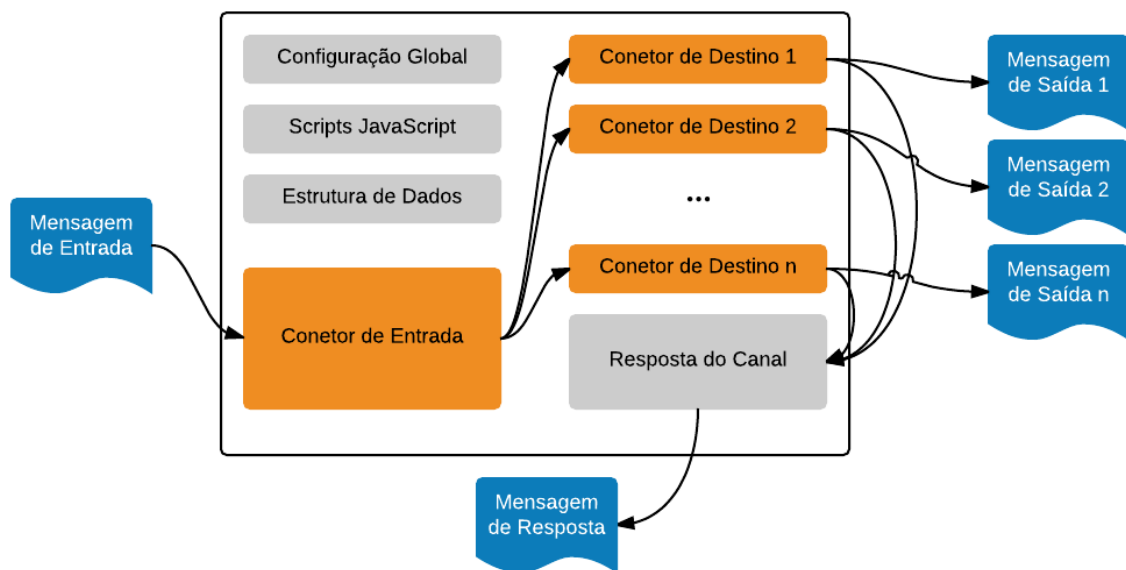 Configuração Global
Scripts JavaScript
Estrutura de Dados
Mensagem
de Entrada
Conetor de Entrada
Conetor de Destino 1
Conetor de Destino 2
...
Conetor de Destino n
Resposta do Canal
Mensagem
de Saída 1
Mensagem
de Saída 2
Mensagem
de Saída n
Mensagem
de Resposta